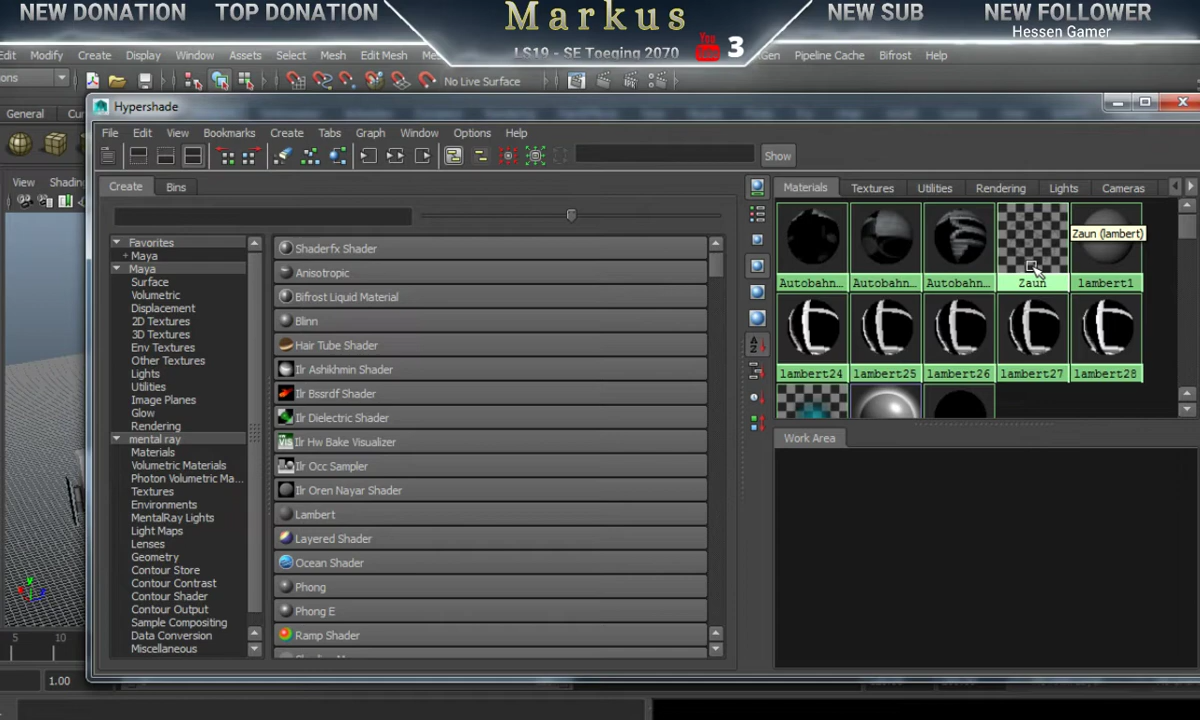 NEW DONATION
TOP DONATION
Markus
NEW SUB
NEW FOLLOWER
Hessen Gamer
LS19 - SE Toeging 2070
You
3
Edit Modify Create Display Window Assets Select Mesh Edit Mesh Me
Gen Pipeline Cache Bifrost Help
ons
No Live Surface
General Cur
View Shading
Hypershade
File Edit View Bookmarks Create Tabs Graph Window Options Help
Show
Create Bins
Materials Textures Utilities Rendering Lights Cameras
Favorites
+ Maya
Maya
Surface
Volumetric
Displacement
2D Textures
3D Textures
Env Textures
Other Textures
Lights
Utilities
Image Planes
Glow
Rendering
mental ray
Materials
Volumetric Materials
Photon Volumetric Ma...
Textures
Environments
MentalRay Lights
Light Maps
Lenses
Geometry
Contour Store
Contour Contrast
Contour Shader
Contour Output
Sample Compositing
Data Conversion
Miscellaneous
Shaderfx Shader
Anisotropic
Bifrost Liquid Material
Blinn
Hair Tube Shader
Ilr Ashikhmin Shader
Ilr Bssrdf Shader
Ilr Dielectric Shader
Ilr Hw Bake Visualizer
Ilr Occ Sampler
Ilr Oren Nayar Shader
Lambert
Layered Shader
Ocean Shader
Phong
Phong E
Ramp Shader
Zaun (lambert)
Autobahn... Autobahn... Autobahn... Zaun lambert1
lambert24 lambert25 lambert26 lambert27 lambert28
Work Area
5 10
1.00